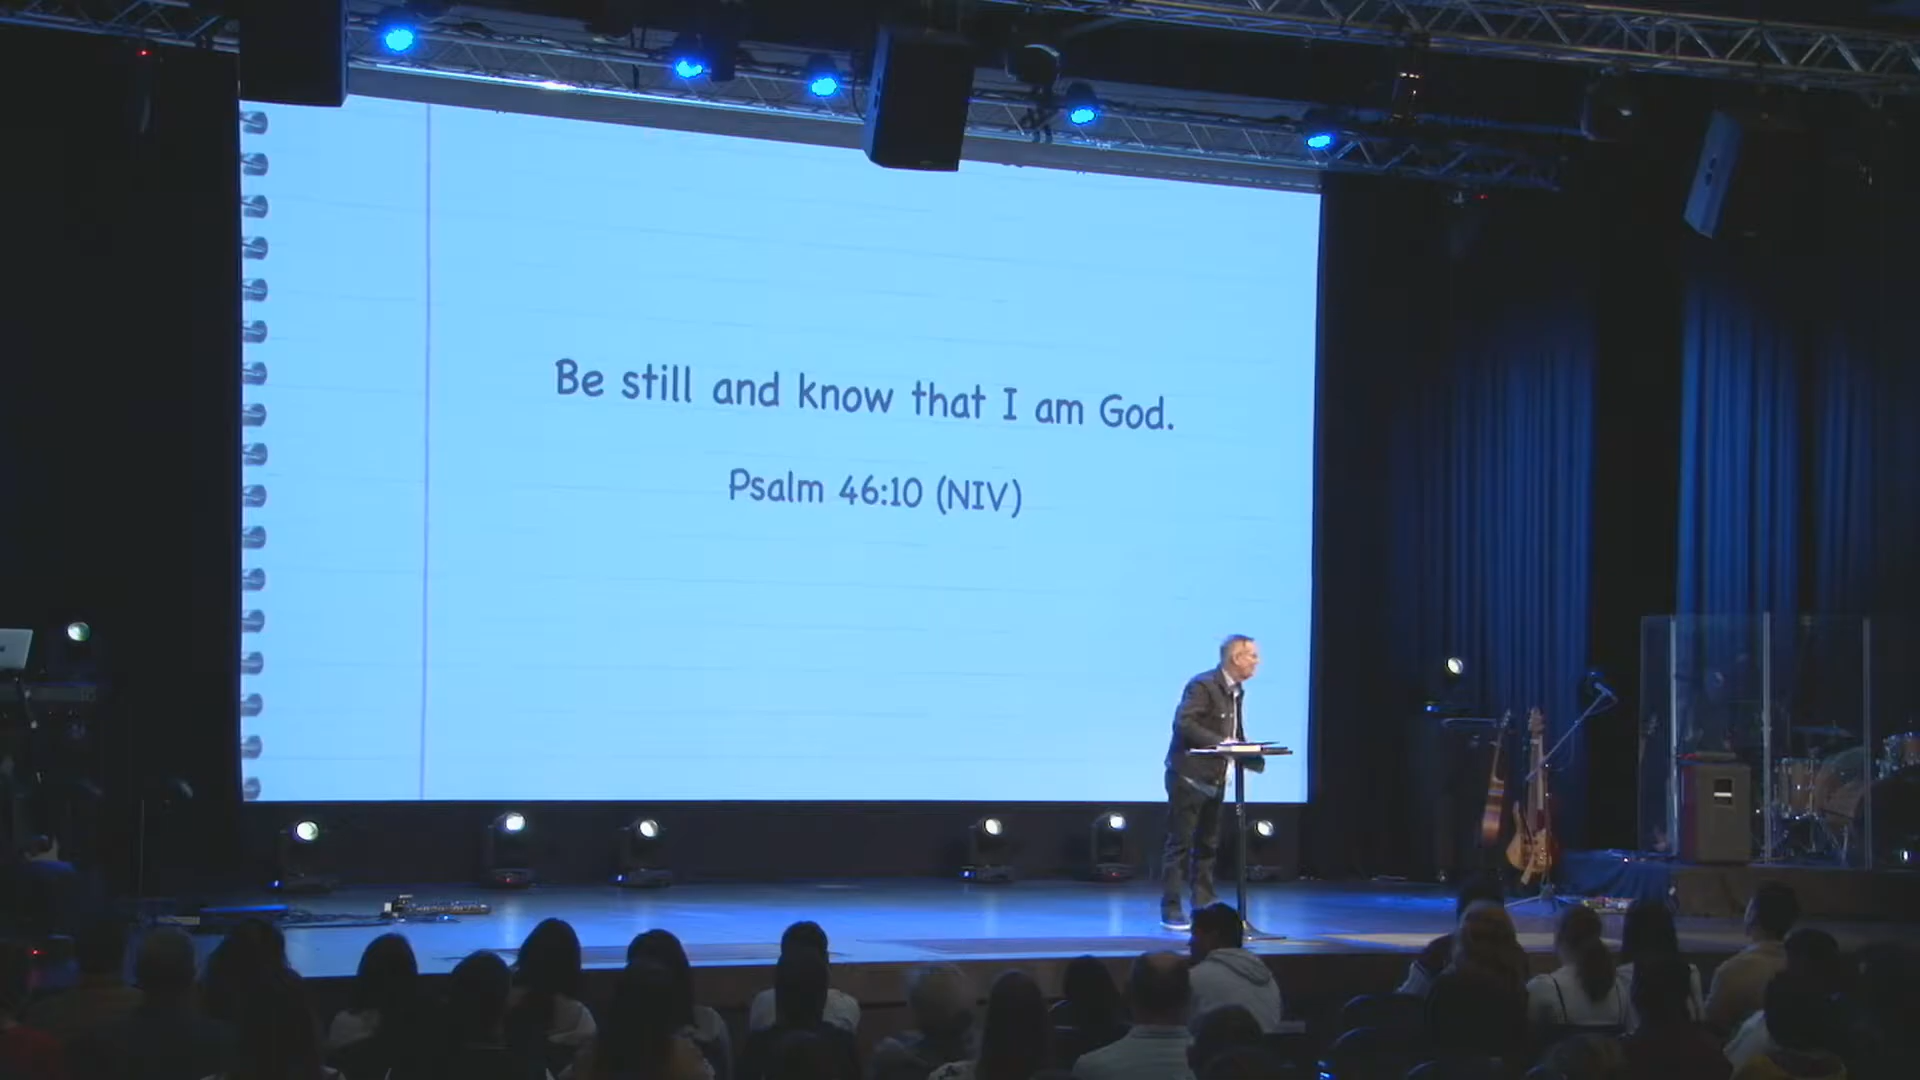 Be still and know that I am God.
Psalm 46:10 (NIV)